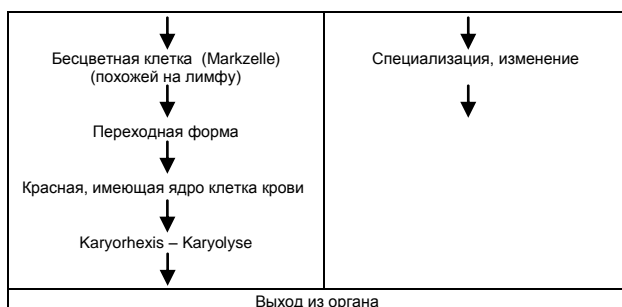 Бесцветная клетка (Markzelle)
(похожей на лимфу)
Переходная форма
Красная, имеющая ядро клетка крови
Karyorhexis – Karyolyse
Специализация, изменение
Выход из органа